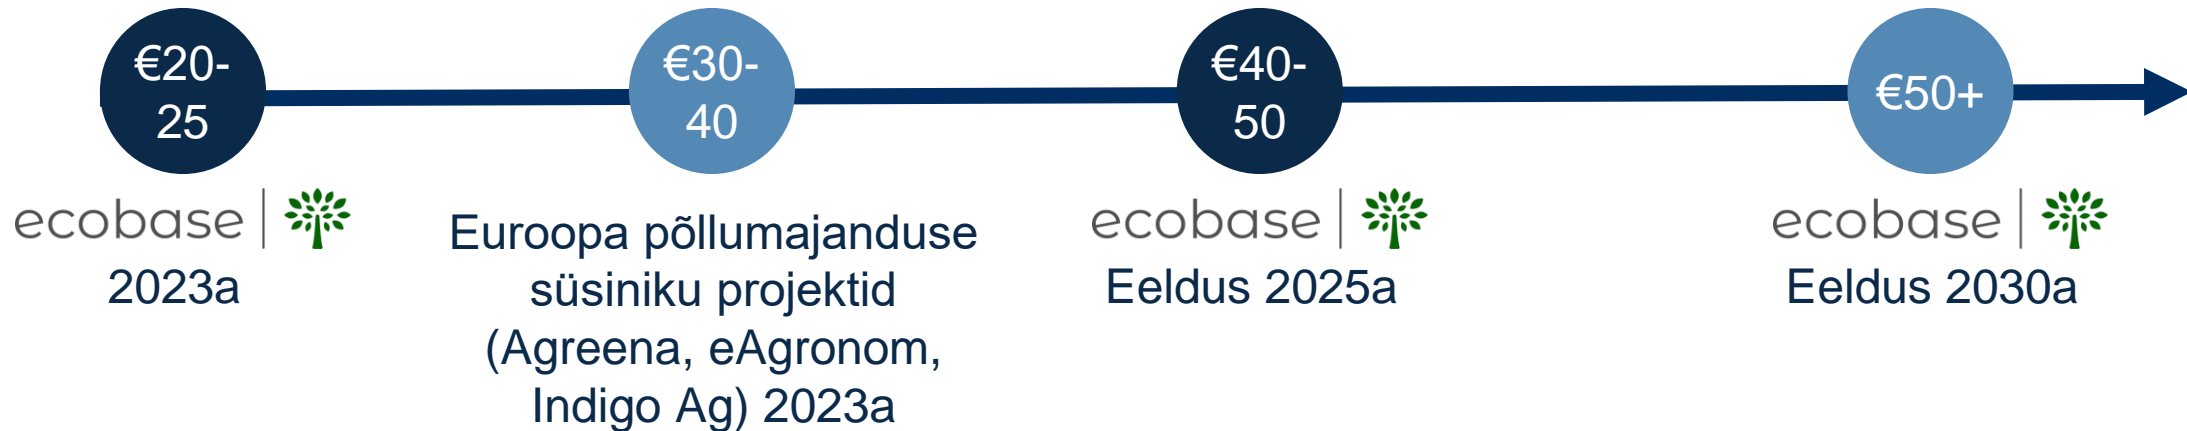 €20-
25
€30-
40
€40-
50
€50+
ecobase
2023a
Euroopa põllumajanduse
süsiniku projektid
(Agreena, eAgronom,
Indigo Ag) 2023a
ecobase
Eeldus 2025a
ecobase
Eeldus 2030a